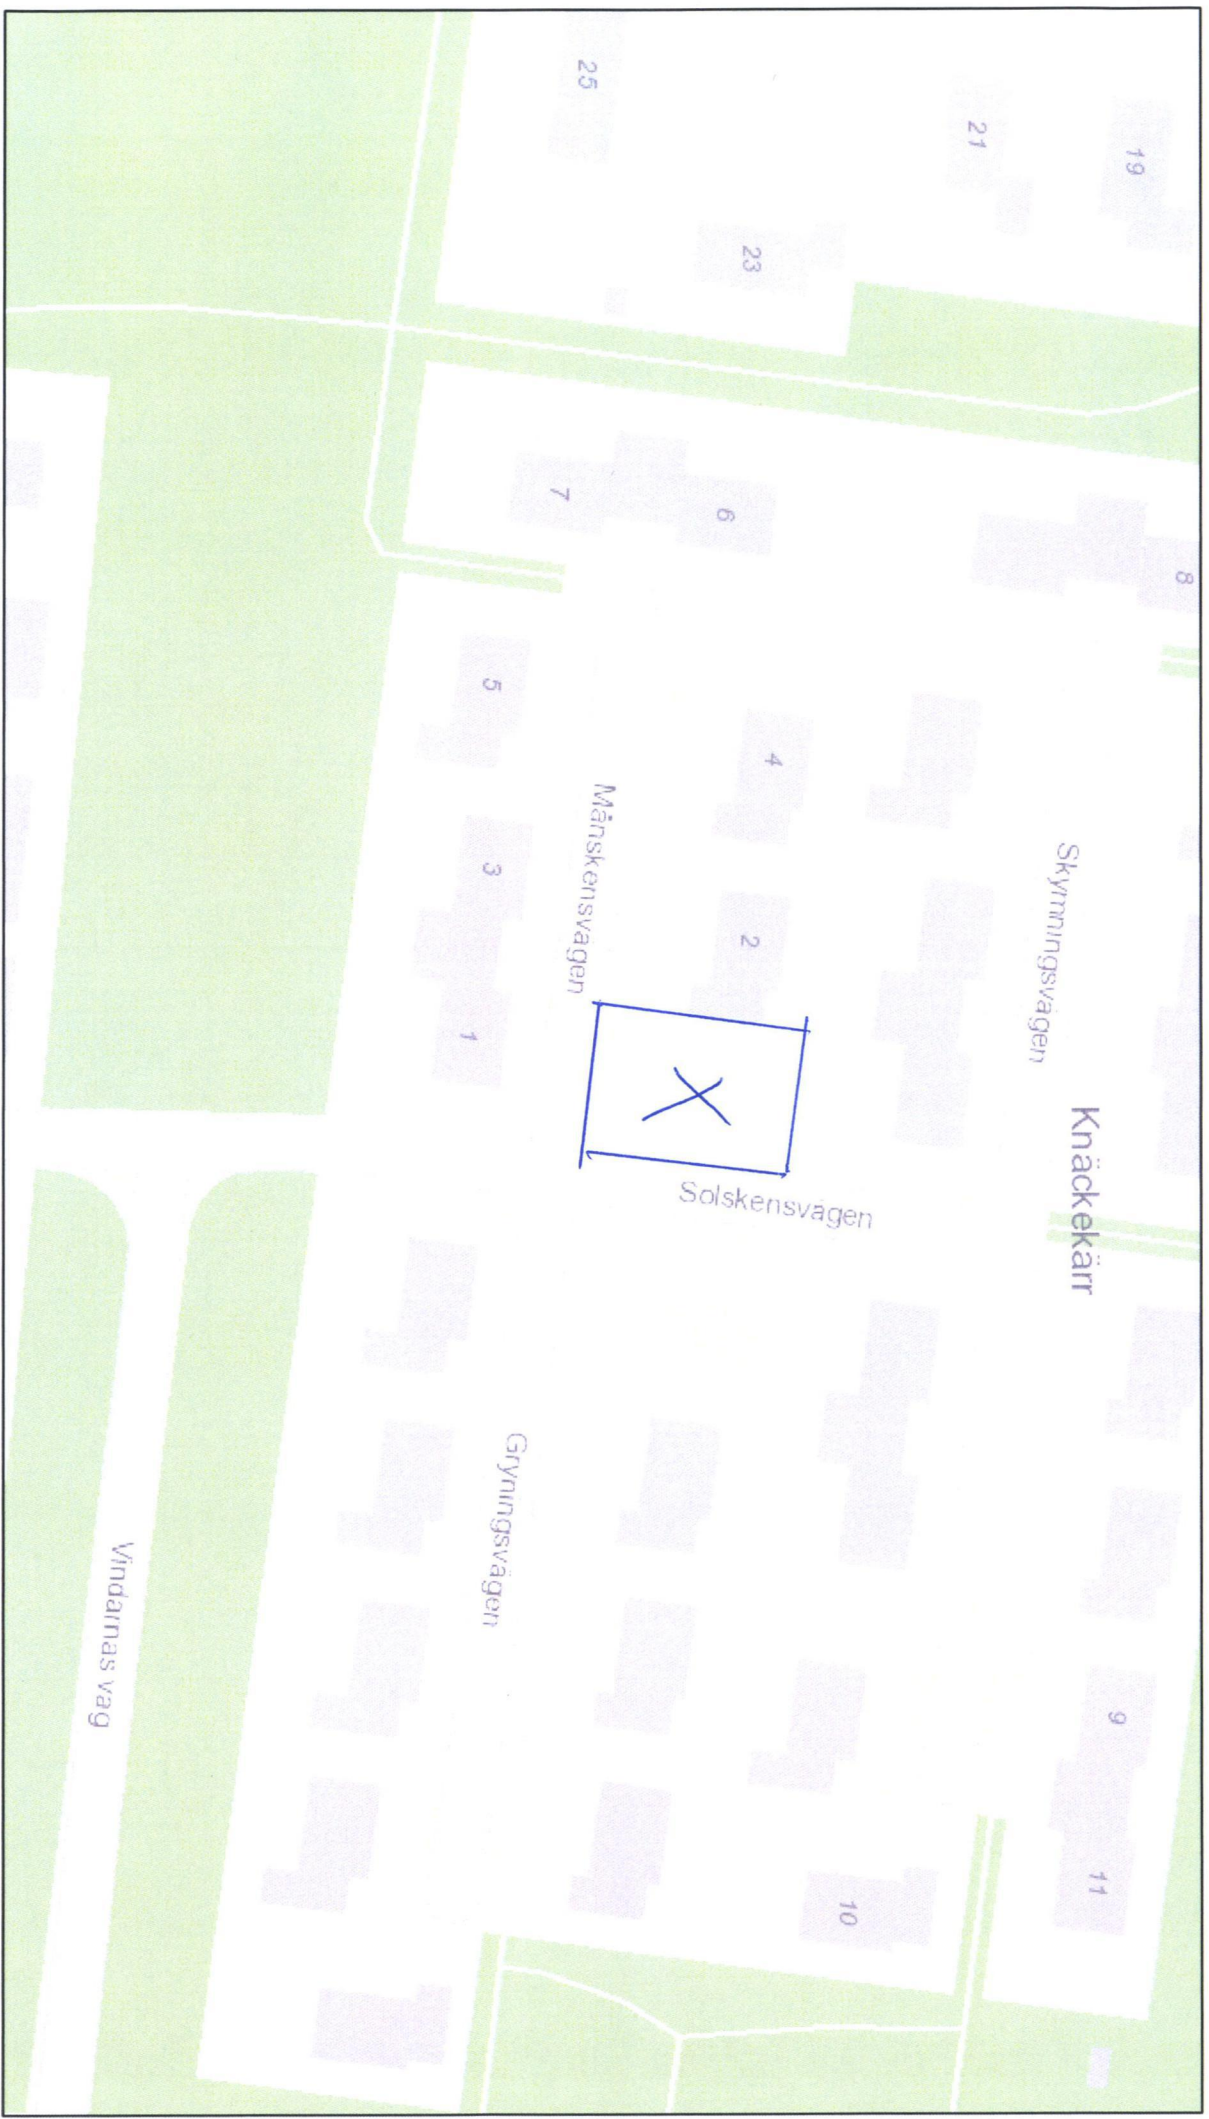 19
21
25
23
8
6
7
Skymningsvägen
4
5
Månskensvägen
2
3
1
Knäckekärr
Solskensvägen
Gryningsvägen
Vindarnas väg
9
11
10
X